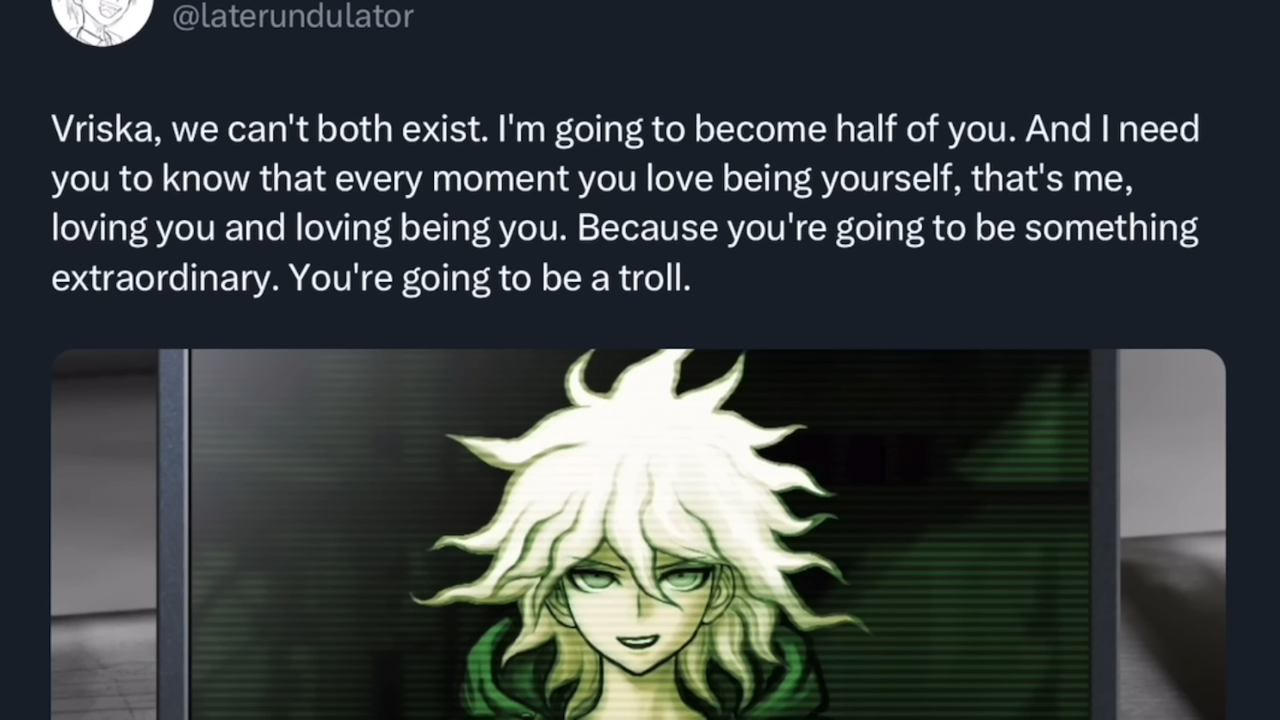 @laterundulator
Vriska, we can't both exist. I'm going to become half of you. And I need
you to know that every moment you love being yourself, that's me,
loving you and loving being you. Because you're going to be something
extraordinary. You're going to be a troll.